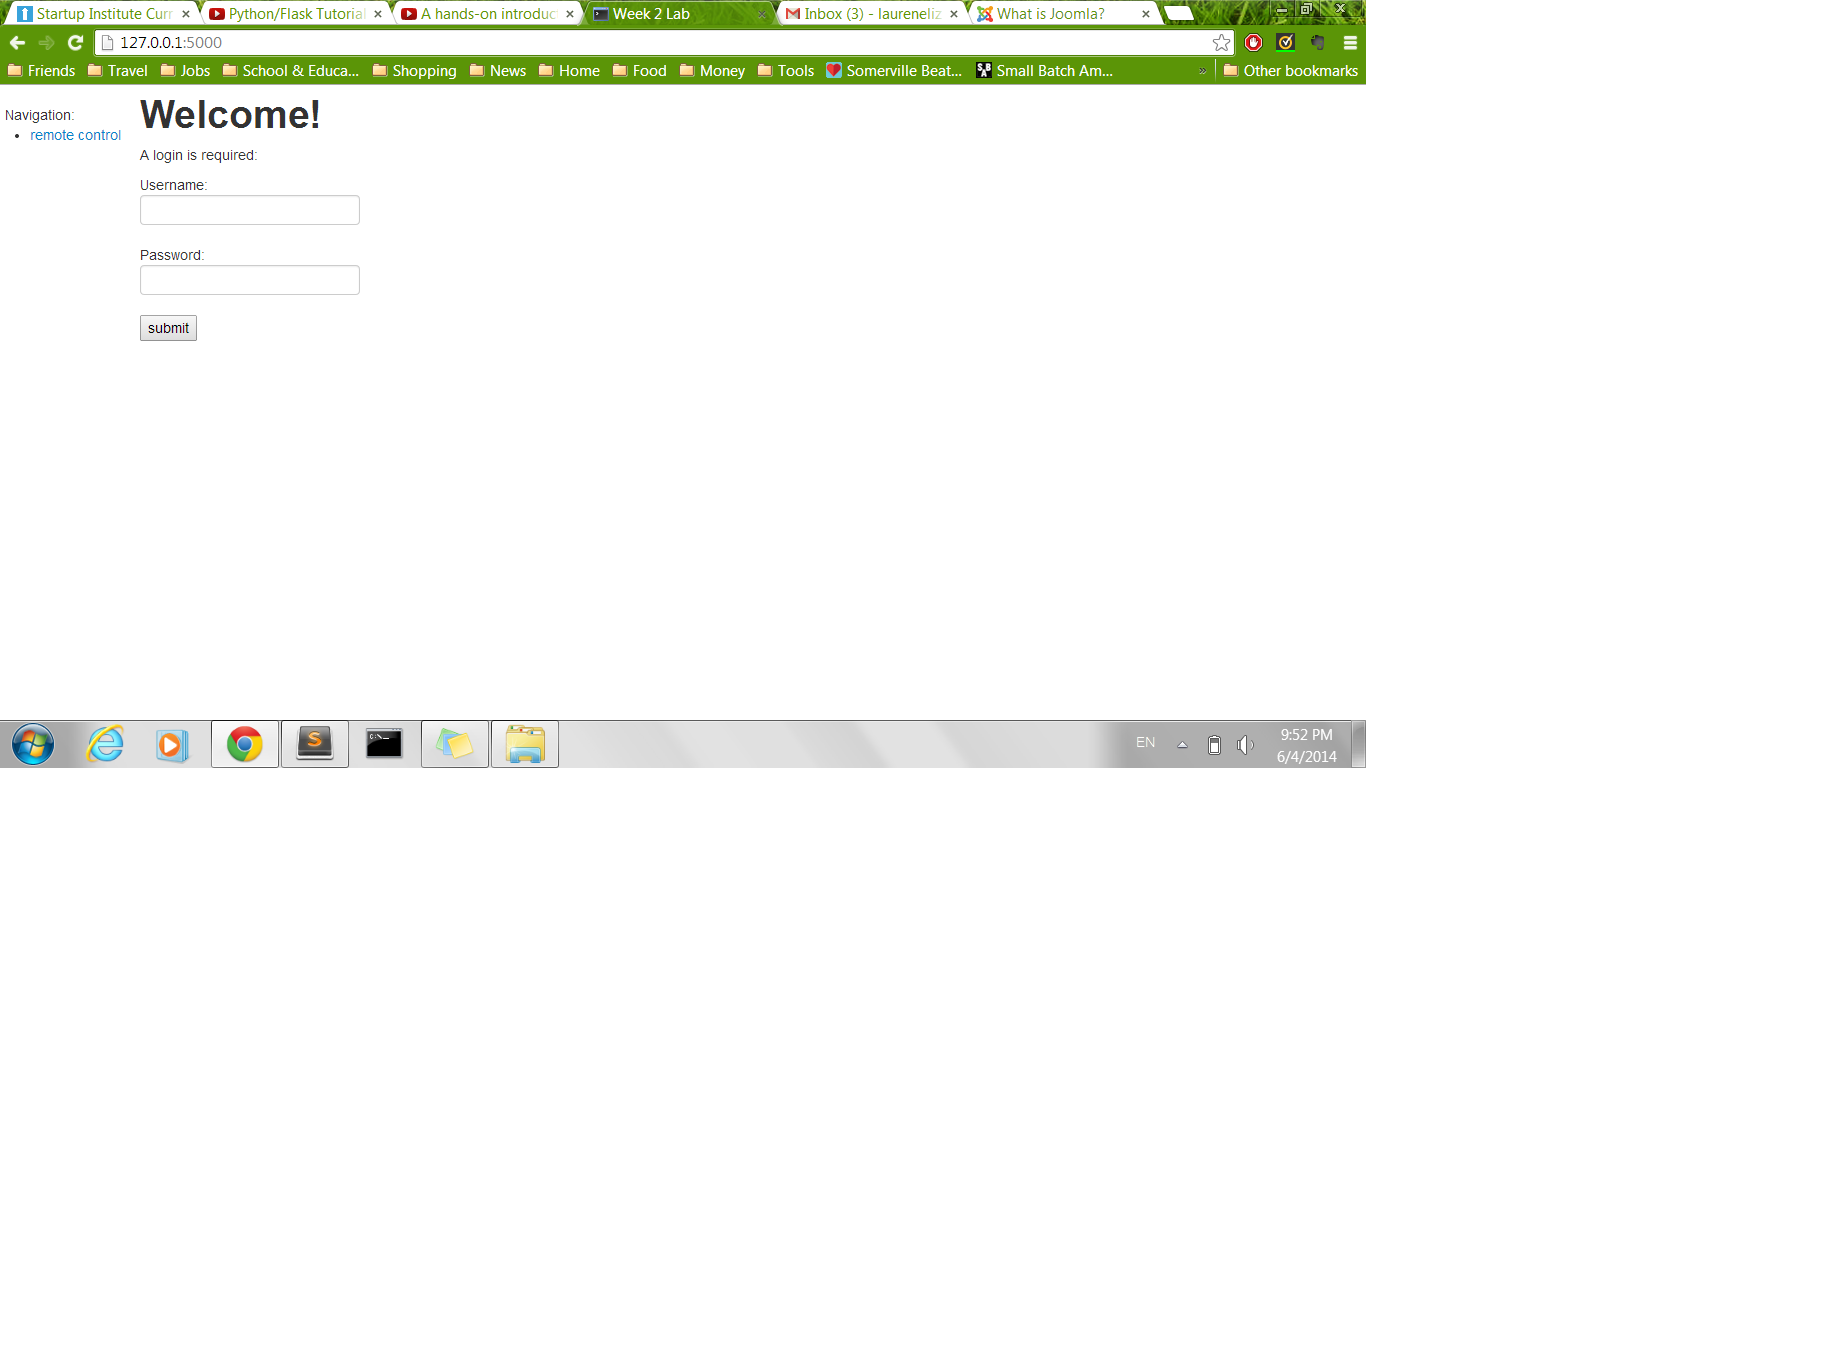 Startup Institute Curr
Python/Flask Tutorial
A hands-on introduc
Week 2 Lab
Inbox (3) - laureneliz
What is Joomla?
127.0.0.1:5000
Friends Travel Jobs School & Educa... Shopping News Home Food Money Tools Somerville Beat... Small Batch Am... » Other bookmarks
Navigation:
• remote control
Welcome!
A login is required:
Username:
Password:
submit
EN
9:52 PM
6/4/2014